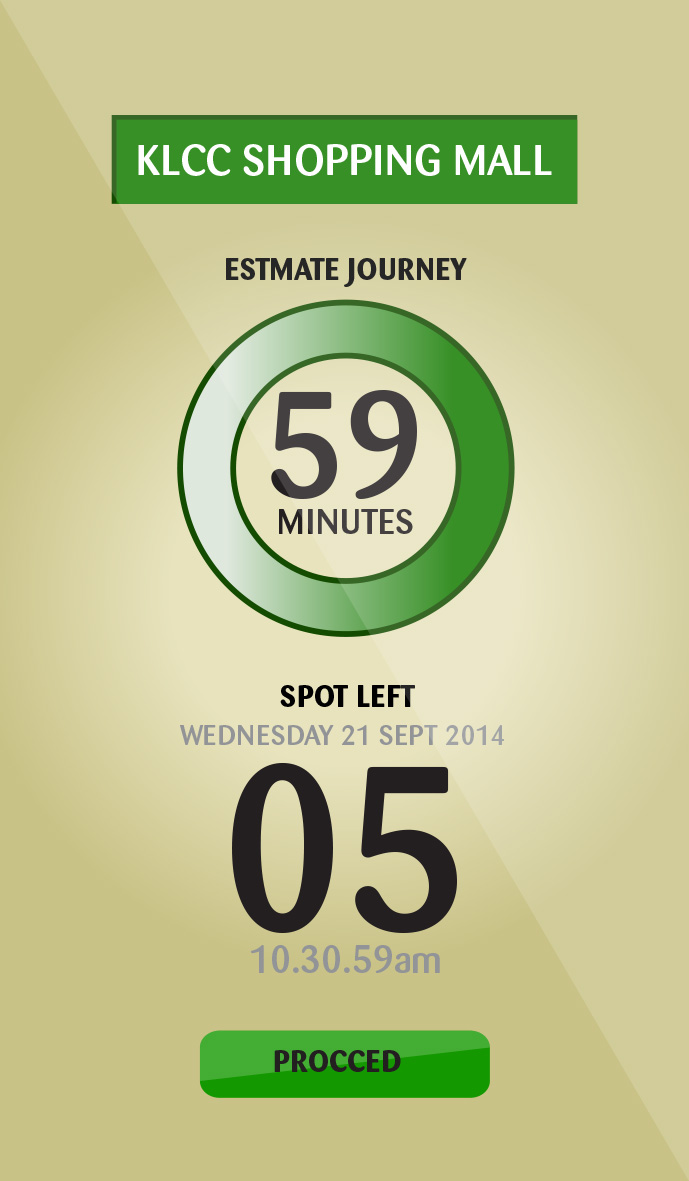 KLCC SHOPPING MALL
ESTMATE JOURNEY
59
MINUTES
SPOT LEFT
WEDNESDAY 21 SEPT 2014
05
10.30.59am
PROCCED